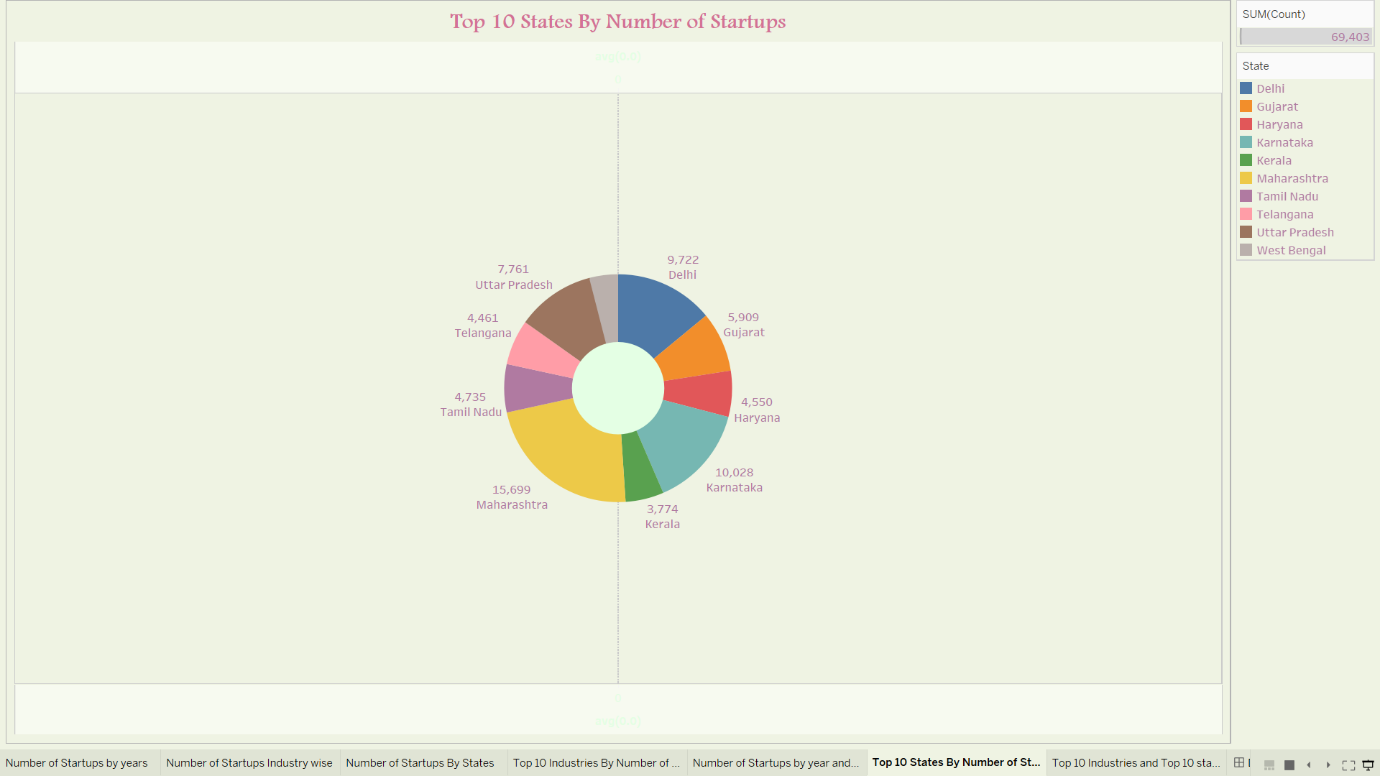 Top 10 States By Number of Startups
SUM(Count)
69,403
State
Delhi
Gujarat
Haryana
Karnataka
Kerala
Maharashtra
Tamil Nadu
Telangana
Uttar Pradesh
West Bengal
9,722
Delhi
7,761
Uttar Pradesh
5,909
Gujarat
4,461
Telangana
4,550
Haryana
4,735
Tamil Nadu
10,028
Karnataka
15,699
Maharashtra
3,774
Kerala
Number of Startups by years
Number of Startups Industry wise
Number of Startups By States
Top 10 Industries By Number of ...
Number of Startups by year and...
Top 10 States By Number of St...
Top 10 Industries and Top 10 sta...